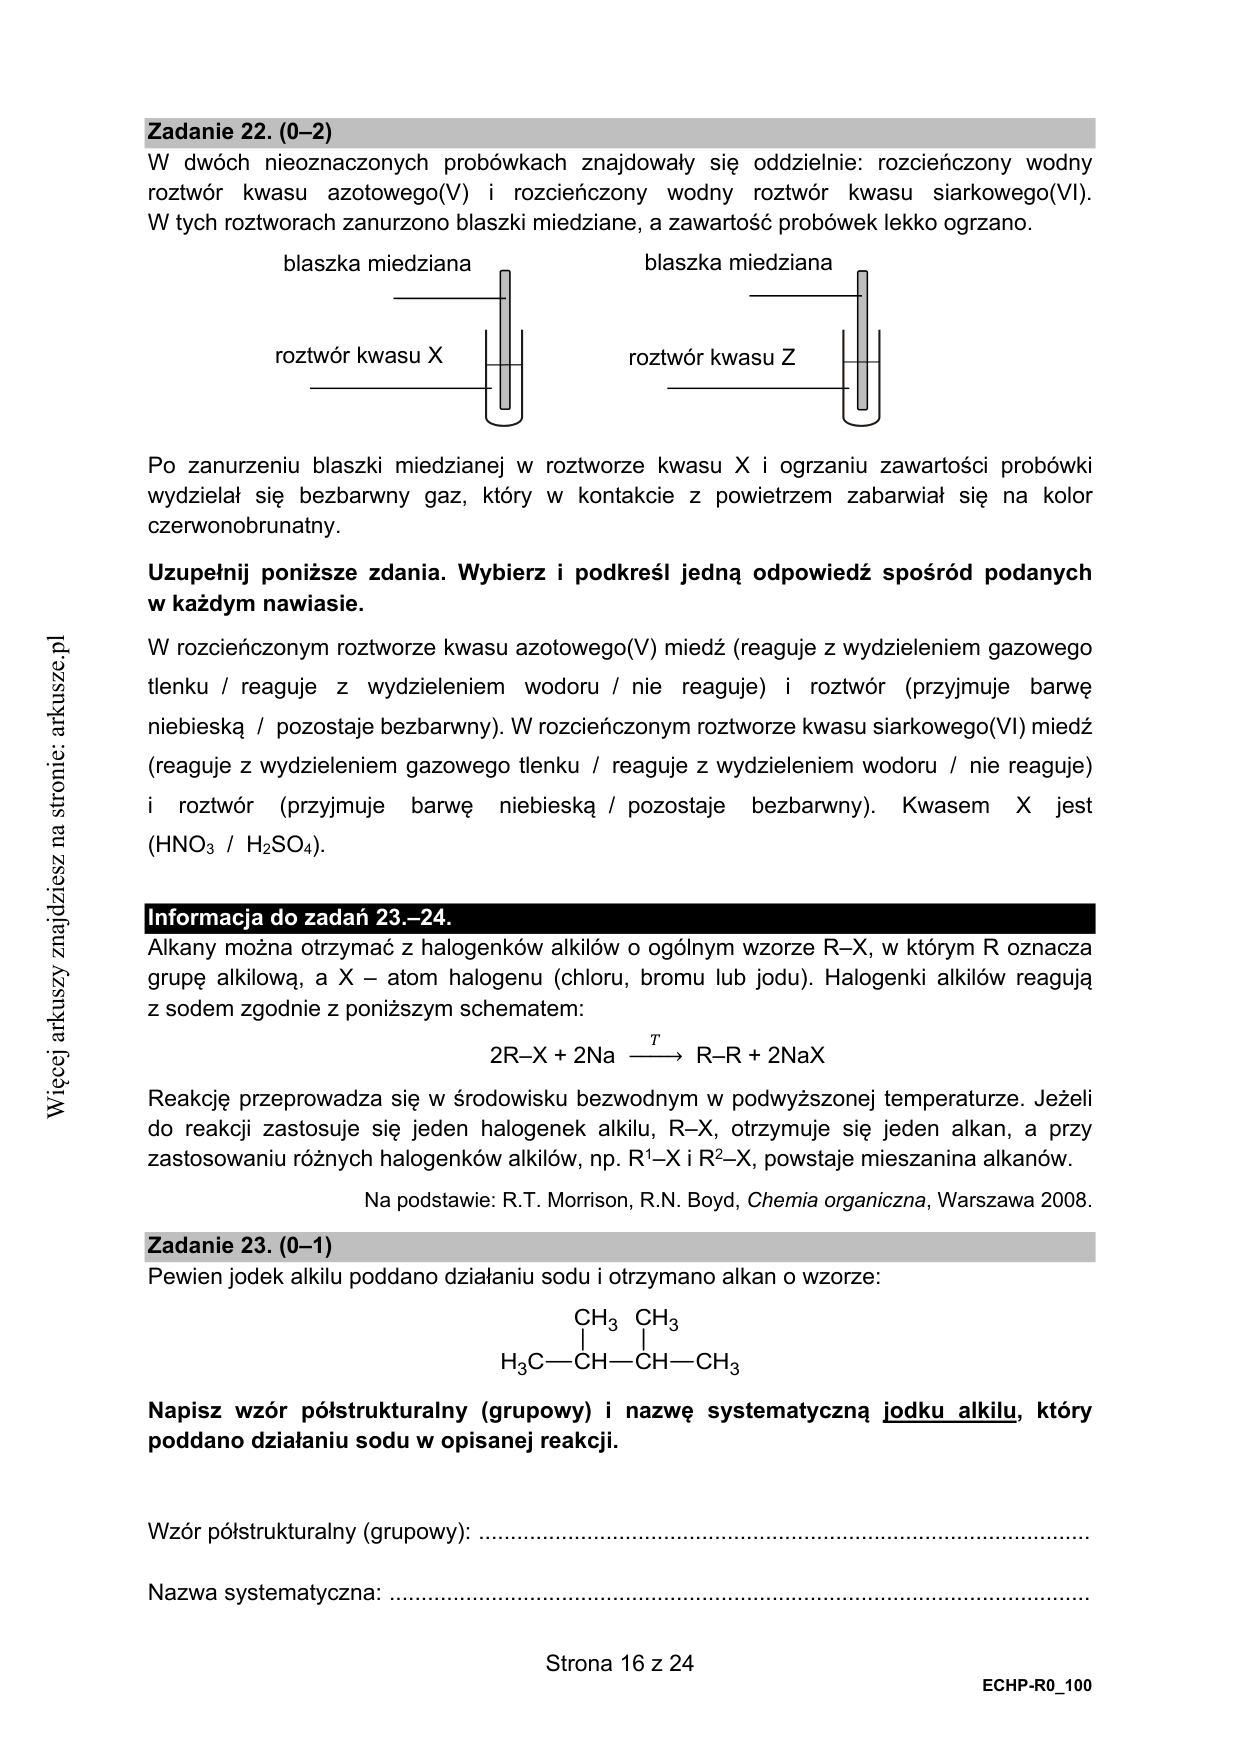 Zadanie 22. (0–2)
W dwóch nieoznaczonych probówkach znajdowały się oddzielnie: rozcieńczony wodny
roztwór kwasu azotowego(V) i rozcieńczony wodny roztwór kwasu siarkowego(VI).
W tych roztworach zanurzono blaszki miedziane, a zawartość probówek lekko ogrzano.
blaszka miedziana
blaszka miedziana
roztwór kwasu X
roztwór kwasu Z
Po zanurzeniu blaszki miedzianej w roztworze kwasu X i ogrzaniu zawartości probówki
wydzielał się bezbarwny gaz, który w kontakcie z powietrzem zabarwiał się na kolor
czerwonobrunatny.
Uzupełnij poniższe zdania. Wybierz i podkreśl jedną odpowiedź spośród podanych
w każdym nawiasie.
W rozcieńczonym roztworze kwasu azotowego(V) miedź (reaguje z wydzieleniem gazowego
tlenku / reaguje z wydzieleniem wodoru / nie reaguje) i roztwór (przyjmuje barwę
niebieską / pozostaje bezbarwny). W rozcieńczonym roztworze kwasu siarkowego(VI) miedź
(reaguje z wydzieleniem gazowego tlenku / reaguje z wydzieleniem wodoru / nie reaguje)
i roztwór (przyjmuje barwę niebieską / pozostaje bezbarwny). Kwasem X jest
(HNO₃ / H₂SO₄).
Informacja do zadań 23.–24.
Alkany można otrzymać z halogenków alkilów o ogólnym wzorze R–X, w którym R oznacza
grupę alkilową, a X – atom halogenu (chloru, bromu lub jodu). Halogenki alkilów reagują
z sodem zgodnie z poniższym schematem:
2R–X + 2Na ⟶ᵀ R–R + 2NaX
Reakcję przeprowadza się w środowisku bezwodnym w podwyższonej temperaturze. Jeżeli
do reakcji zastosuje się jeden halogenek alkilu, R–X, otrzymuje się jeden alkan, a przy
zastosowaniu różnych halogenków alkilów, np. R¹–X i R²–X, powstaje mieszanina alkanów.
Na podstawie: R.T. Morrison, R.N. Boyd, Chemia organiczna, Warszawa 2008.
Zadanie 23. (0–1)
Pewien jodek alkilu poddano działaniu sodu i otrzymano alkan o wzorze:
CH₃ CH₃
H₃C—CH—CH—CH₃
Napisz wzór półstrukturalny (grupowy) i nazwę systematyczną jodku alkilu, który
poddano działaniu sodu w opisanej reakcji.
Wzór półstrukturalny (grupowy): ................................................................................................
Nazwa systematyczna: ..............................................................................................................
Strona 16 z 24
ECHP-R0_100
Więcej arkuszy znajdziesz na stronie: arkusze.pl